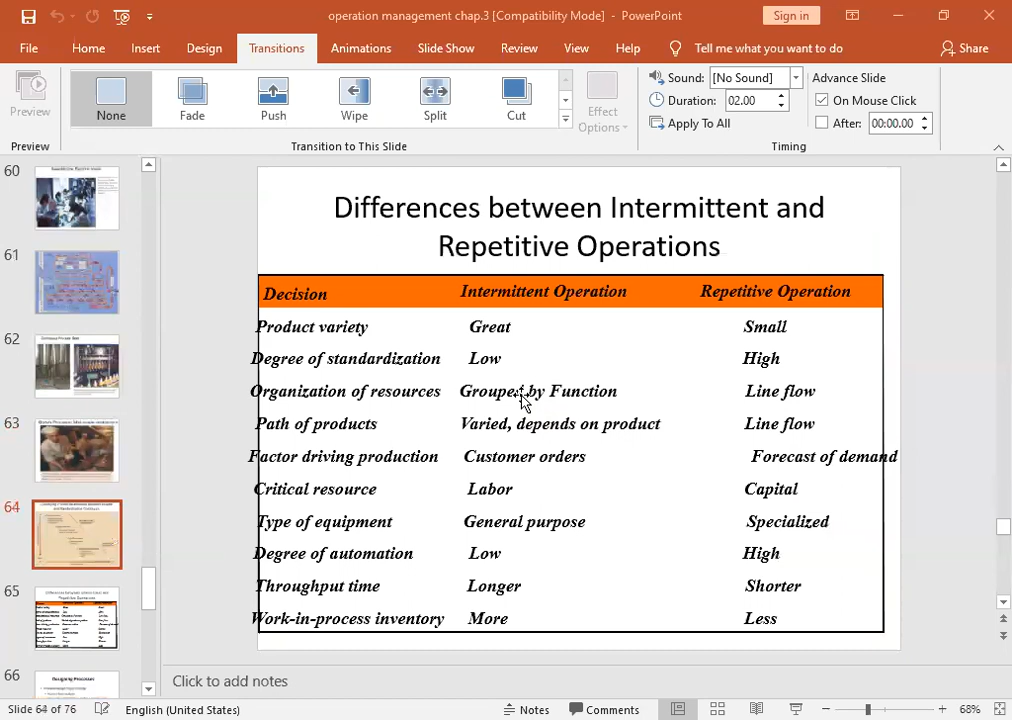 operation management chap.3 [Compatibility Mode] - PowerPoint
Sign in
File Home Insert Design Transitions Animations Slide Show Review View Help Tell me what you want to do Share
Preview
None Fade Push Wipe Split Cut
Effect Options
Sound: [No Sound]
Duration: 02.00
Apply To All
Advance Slide
On Mouse Click
After: 00:00.00
Preview Transition to This Slide Timing
60
61
62
63
64
65
66
Differences between Intermittent and
Repetitive Operations
Decision Intermittent Operation Repetitive Operation
Product variety Great Small
Degree of standardization Low High
Organization of resources Grouped by Function Line flow
Path of products Varied, depends on product Line flow
Factor driving production Customer orders Forecast of demand
Critical resource Labor Capital
Type of equipment General purpose Specialized
Degree of automation Low High
Throughput time Longer Shorter
Work-in-process inventory More Less
Click to add notes
Slide 64 of 76 English (United States) Notes Comments 68%